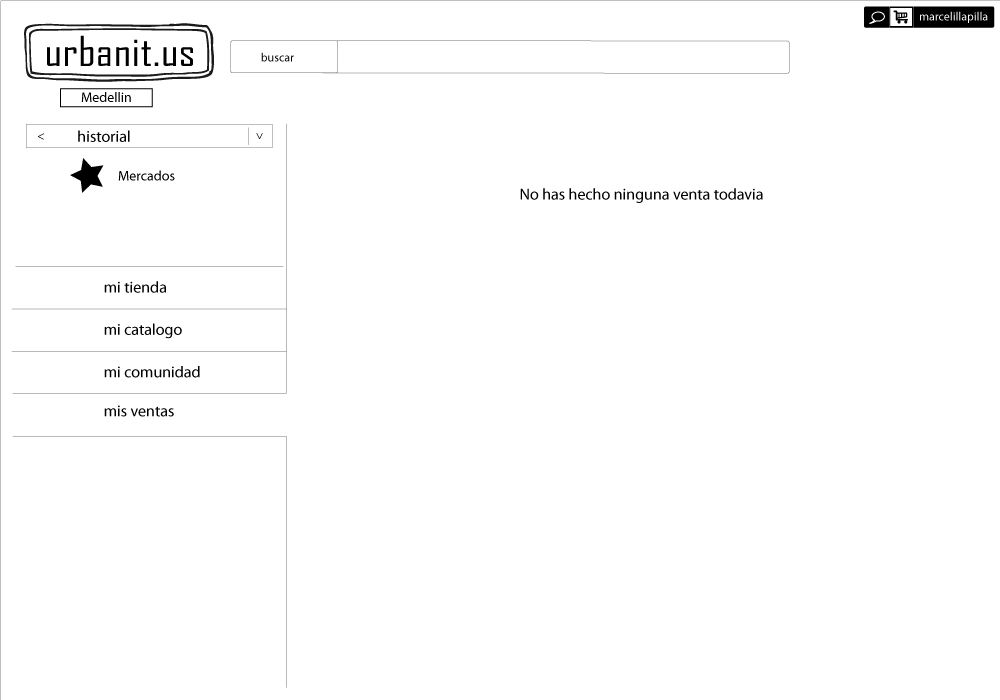 marcelillapilla
urbanit.us
buscar
Medellin
< historial v
Mercados
No has hecho ninguna venta todavia
mi tienda
mi catalogo
mi comunidad
mis ventas